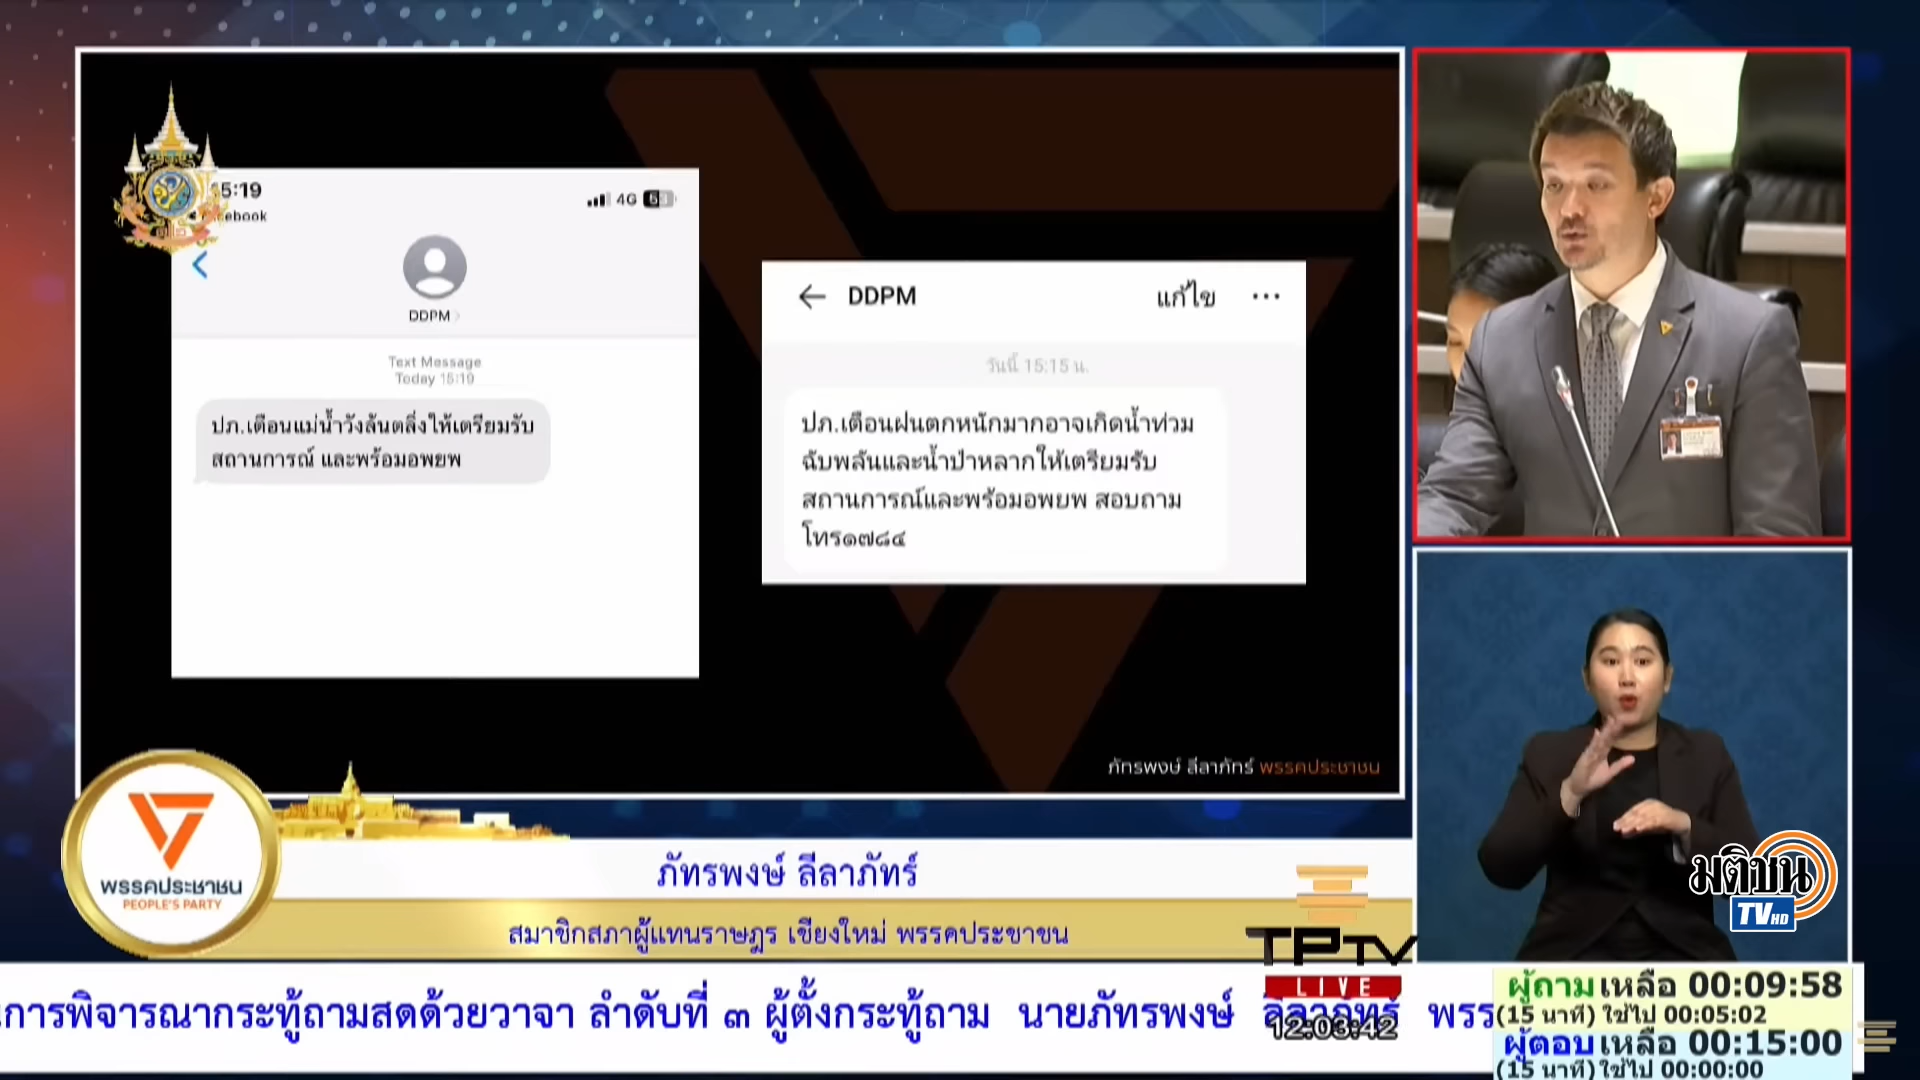 15:19
4G 53
DDPM
Text Message
Today 15:19
ปภ.เตือนแม่น้ำวังล้นตลิ่งให้เตรียมรับ
สถานการณ์ และพร้อมอพยพ
DDPM
แก้ไข
วันนี้ 15:15 น.
ปภ.เตือนฝนตกหนักมากอาจเกิดน้ำท่วม
ฉับพลันและน้ำป่าหลากให้เตรียมรับ
สถานการณ์และพร้อมอพยพ สอบถาม
โทร๑๗๘๔
ภัทรพงษ์ ลีลาภัทร์ พรรคประชาชน
พรรคประชาชน
PEOPLE'S PARTY
ภัทรพงษ์ ลีลาภัทร์
สมาชิกสภาผู้แทนราษฎร เชียงใหม่ พรรคประชาชน
TPTV
LIVE
12:03:42
มติชน
TV HD
การพิจารณากระทู้ถามสดด้วยวาจา ลำดับที่ ๓ ผู้ตั้งกระทู้ถาม นายภัทรพงษ์ ลีลาภัทร์ พรร
ผู้ถามเหลือ 00:09:58
(15 นาที) ใช้ไป 00:05:02
ผู้ตอบเหลือ 00:15:00
(15 นาที) ใช้ไป 00:00:00